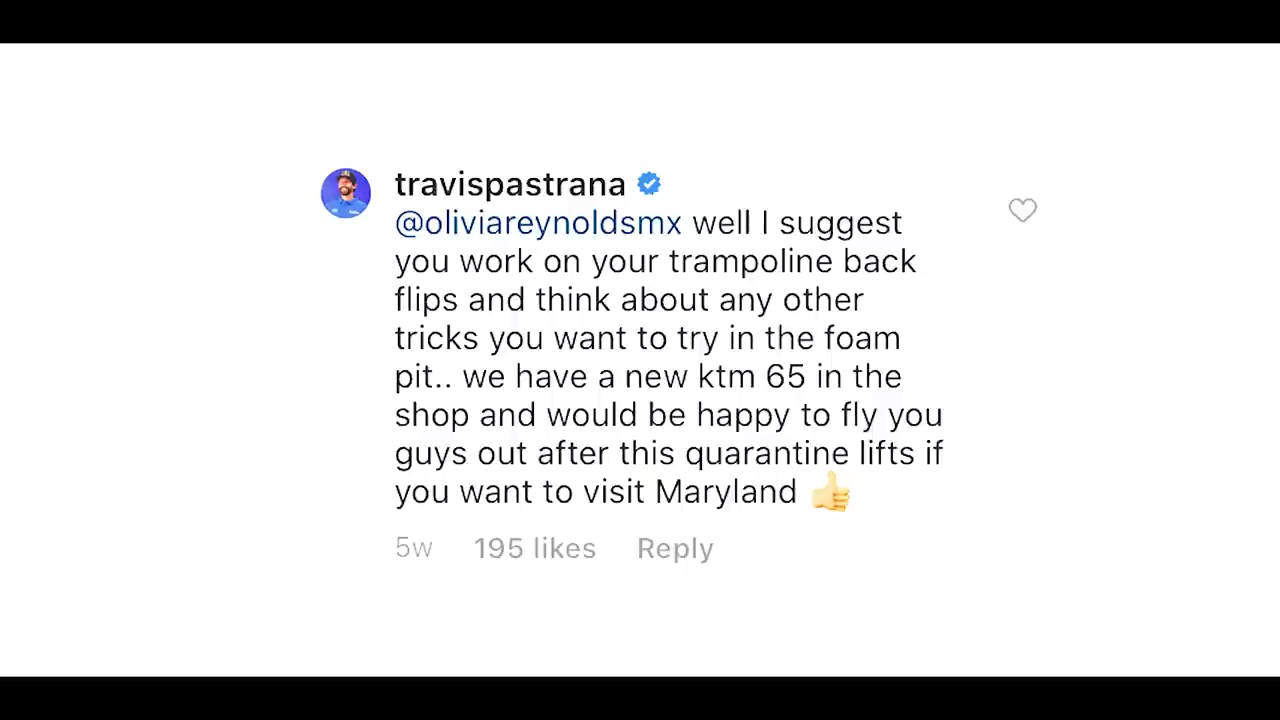 travispastrana
@oliviareynoldsmx well I suggest
you work on your trampoline back
flips and think about any other
tricks you want to try in the foam
pit.. we have a new ktm 65 in the
shop and would be happy to fly you
guys out after this quarantine lifts if
you want to visit Maryland 👍
5w 195 likes Reply